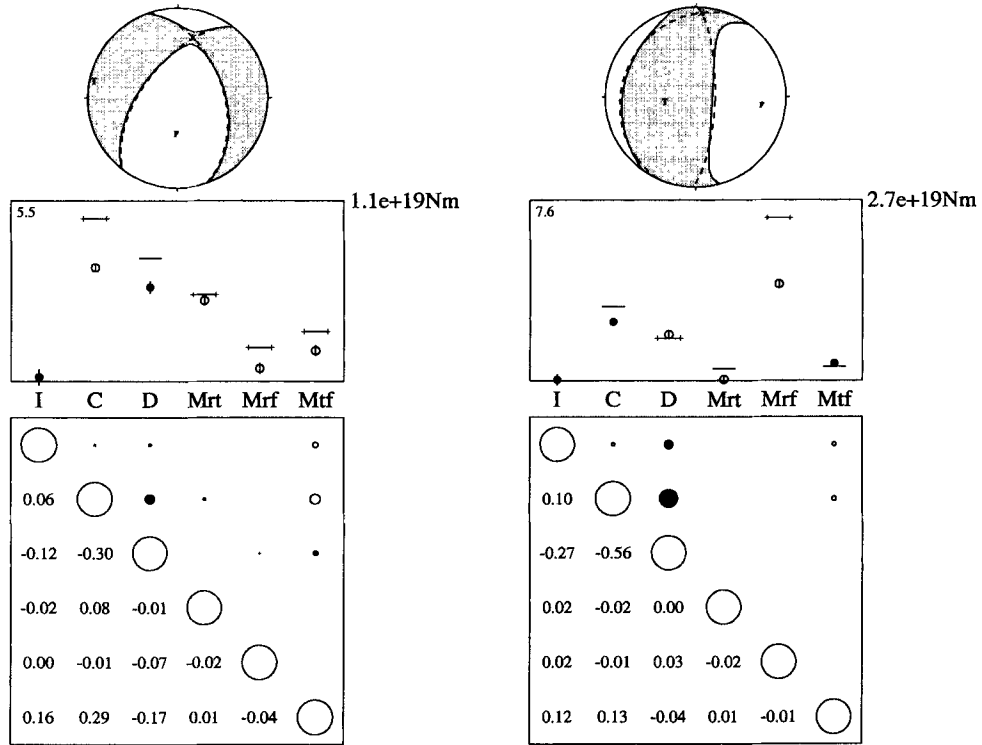 T
P
T
P
1.1e+19Nm
2.7e+19Nm
5.5
7.6
I C D Mrt Mrf Mtf
I C D Mrt Mrf Mtf
0.06
-0.12 -0.30
-0.02 0.08 -0.01
0.00 -0.01 -0.07 -0.02
0.16 0.29 -0.17 0.01 -0.04
0.10
-0.27 -0.56
0.02 -0.02 0.00
0.02 -0.01 0.03 -0.02
0.12 0.13 -0.04 0.01 -0.01